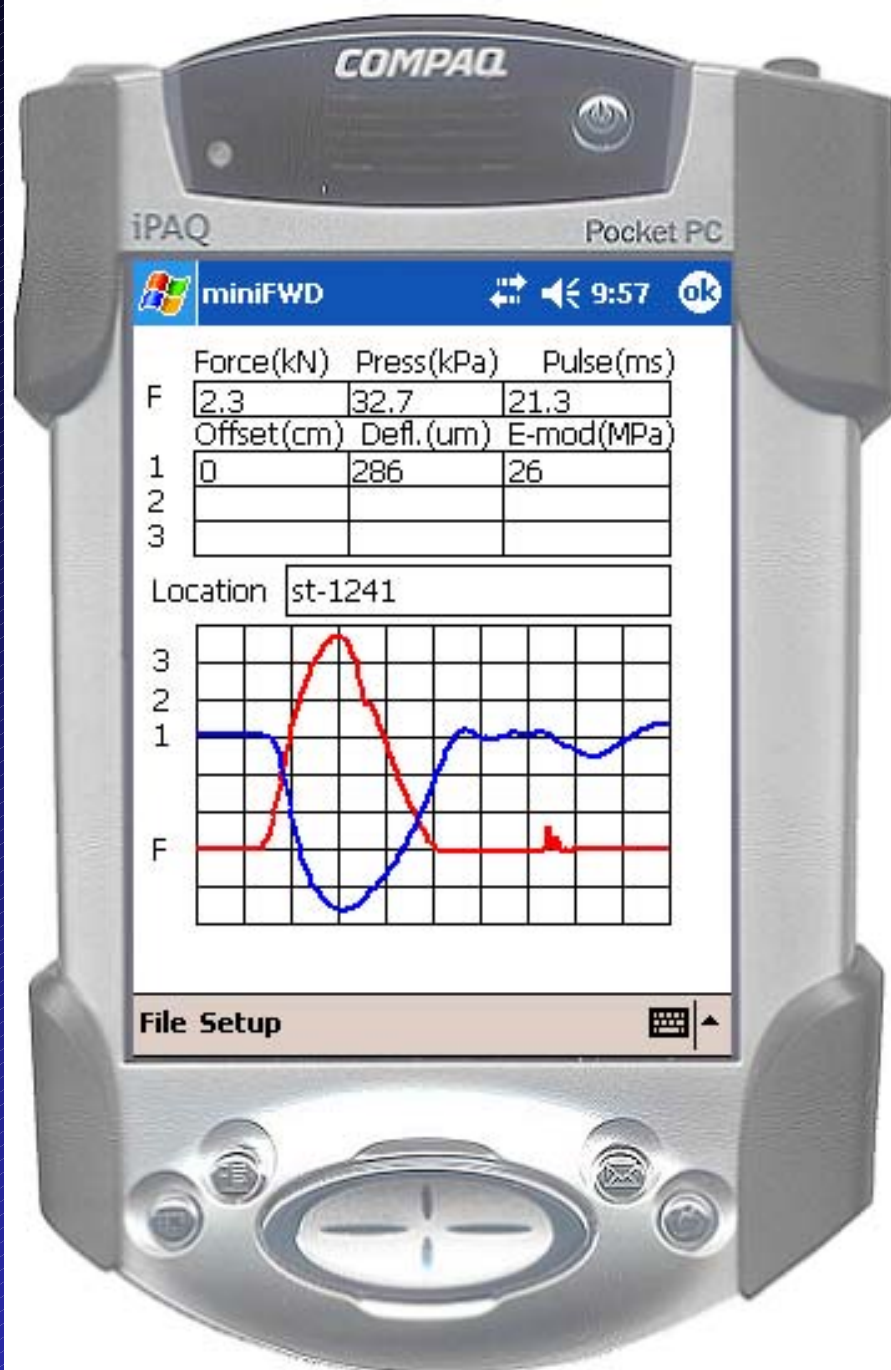 COMPAQ
iPAQ Pocket PC
miniFWD 9:57 ok
Force(kN) Press(kPa) Pulse(ms)
F 2.3 32.7 21.3
Offset(cm) Defl.(um) E-mod(MPa)
1 0 286 26
2
3
Location st-1241
3
2
1
F
File Setup